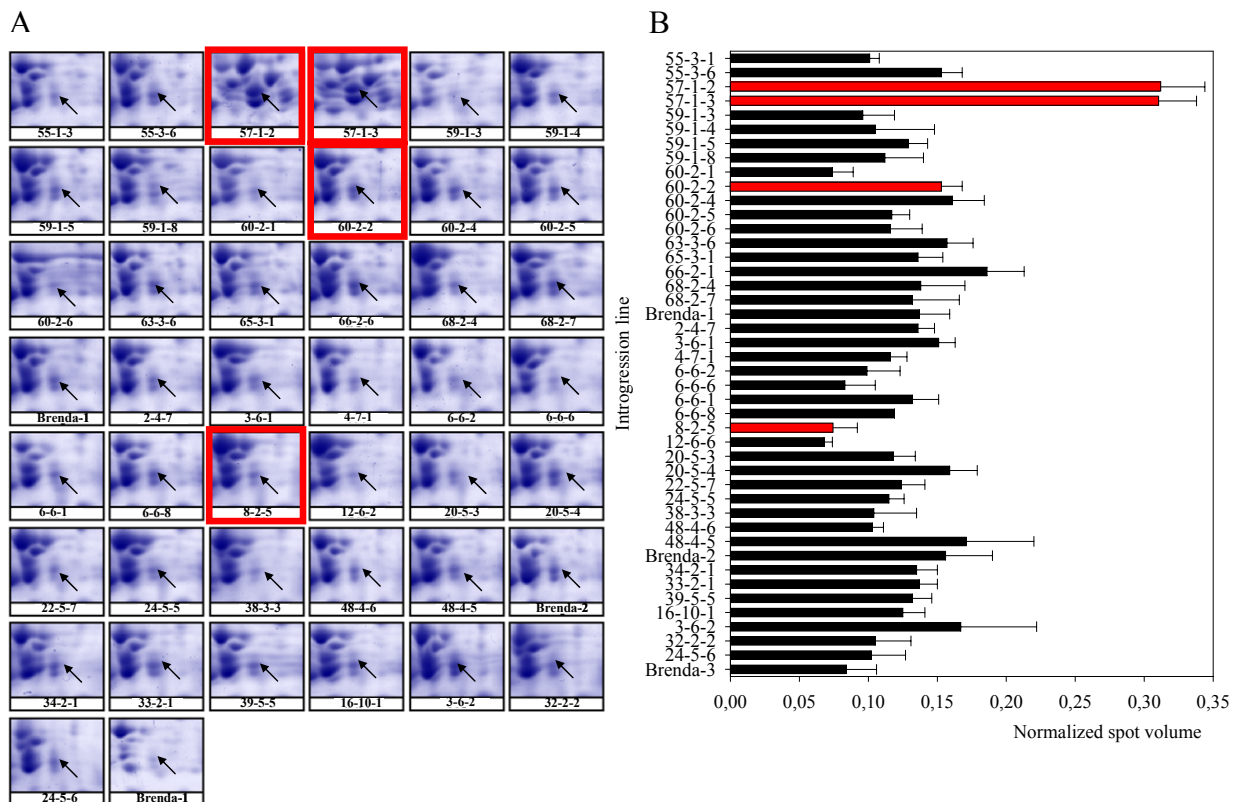 A
55-1-3 55-3-6 57-1-2 57-1-3 59-1-3 59-1-4
59-1-5 59-1-8 60-2-1 60-2-2 60-2-4 60-2-5
60-2-6 63-3-6 65-3-1 66-2-6 68-2-4 68-2-7
Brenda-1 2-4-7 3-6-1 4-7-1 6-6-2 6-6-6
6-6-1 6-6-8 8-2-5 12-6-2 20-5-3 20-5-4
22-5-7 24-5-5 38-3-3 48-4-6 48-4-5 Brenda-2
34-2-1 33-2-1 39-5-5 16-10-1 3-6-2 32-2-2
24-5-6 Brenda-1
B
Introgression line
55-3-1
55-3-6
57-1-2
57-1-3
59-1-3
59-1-4
59-1-5
59-1-8
60-2-1
60-2-2
60-2-4
60-2-5
60-2-6
63-3-6
65-3-1
66-2-1
68-2-4
68-2-7
Brenda-1
2-4-7
3-6-1
4-7-1
6-6-2
6-6-6
6-6-1
6-6-8
8-2-5
12-6-6
20-5-3
20-5-4
22-5-7
24-5-5
38-3-3
48-4-6
48-4-5
Brenda-2
34-2-1
33-2-1
39-5-5
16-10-1
3-6-2
32-2-2
24-5-6
Brenda-3
0,00 0,05 0,10 0,15 0,20 0,25 0,30 0,35
Normalized spot volume